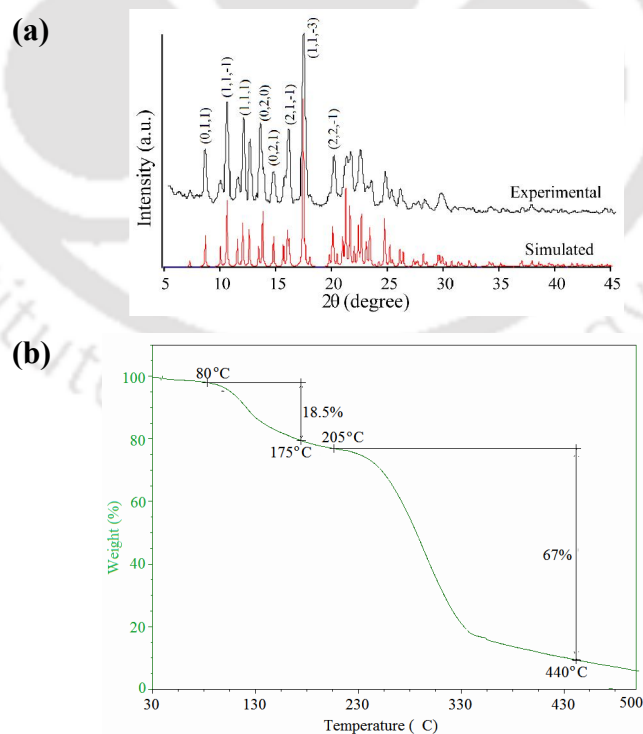 (a)
(0,1,1)
(1,1,-1)
(1,1,1)
(0,2,0)
(0,2,1)
(2,1,-1)
(1,1,-3)
(2,2,-1)
Intensity (a.u.)
Experimental
Simulated
5 10 15 20 25 30 35 40 45
2θ (degree)
(b)
100
80
60
40
20
0
Weight (%)
80°C
18.5%
175°C
205°C
67%
440°C
30 130 230 330 430 500
Temperature ( C)